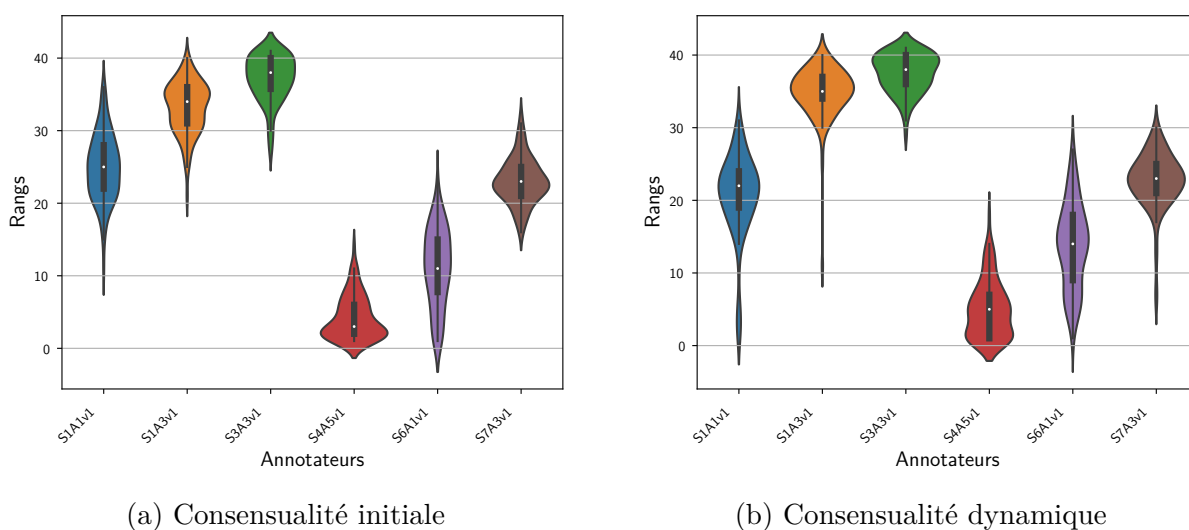 40
30
20
10
0
Rangs
S1A1v1
S1A3v1
S3A3v1
S4A5v1
S6A1v1
S7A3v1
Annotateurs
(a) Consensualité initiale
40
30
20
10
0
Rangs
S1A1v1
S1A3v1
S3A3v1
S4A5v1
S6A1v1
S7A3v1
Annotateurs
(b) Consensualité dynamique